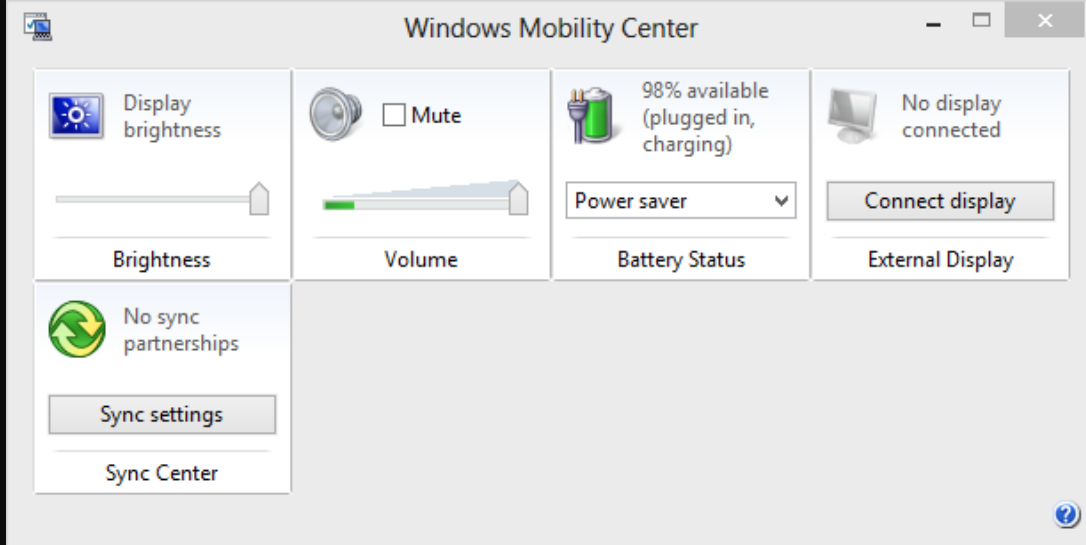 Windows Mobility Center
Display
brightness
Brightness
Mute
Volume
98% available
(plugged in,
charging)
Power saver
Battery Status
No display
connected
Connect display
External Display
No sync
partnerships
Sync settings
Sync Center
?